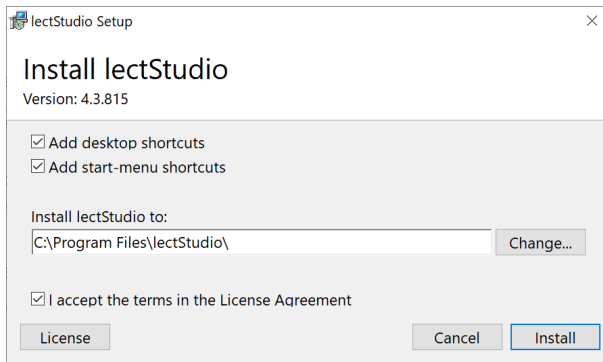 lectStudio Setup
Install lectStudio
Version: 4.3.815
Add desktop shortcuts
Add start-menu shortcuts
Install lectStudio to:
C:\Program Files\lectStudio\
Change...
I accept the terms in the License Agreement
License
Cancel
Install